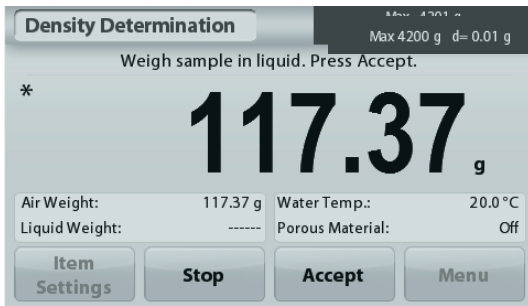 Density Determination
Max 4200 g d= 0.01 g
Weigh sample in liquid. Press Accept.
*
117.37 g
Air Weight: 117.37 g Water Temp.: 20.0°C
Liquid Weight: ------ Porous Material: Off
Item Settings Stop Accept Menu